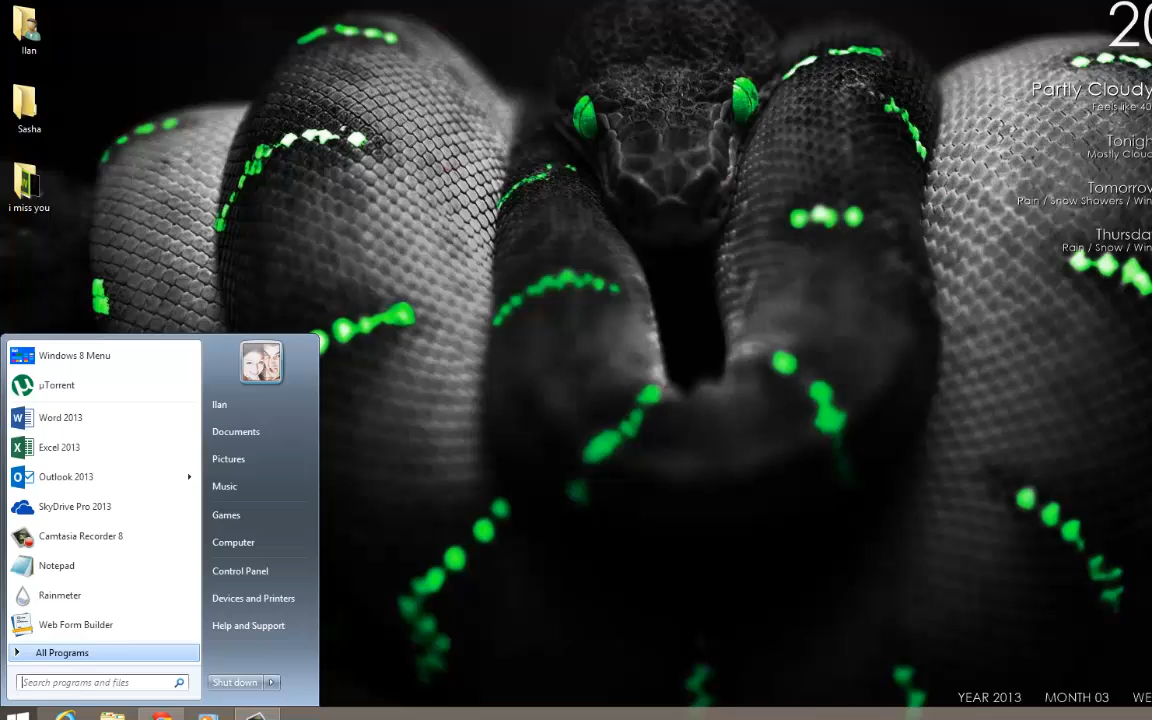 Ilan
Sasha
i miss you
20
Partly Cloudy
Feels like 40
Tonigh
Mostly Cloud
Tomorrow
Rain / Snow Showers / Win
Thursda
Rain / Snow / Win
Windows 8 Menu
µTorrent
Word 2013
Excel 2013
Outlook 2013
SkyDrive Pro 2013
Camtasia Recorder 8
Notepad
Rainmeter
Web Form Builder
All Programs
Search programs and files
Ilan
Documents
Pictures
Music
Games
Computer
Control Panel
Devices and Printers
Help and Support
Shut down
YEAR 2013 MONTH 03 WE